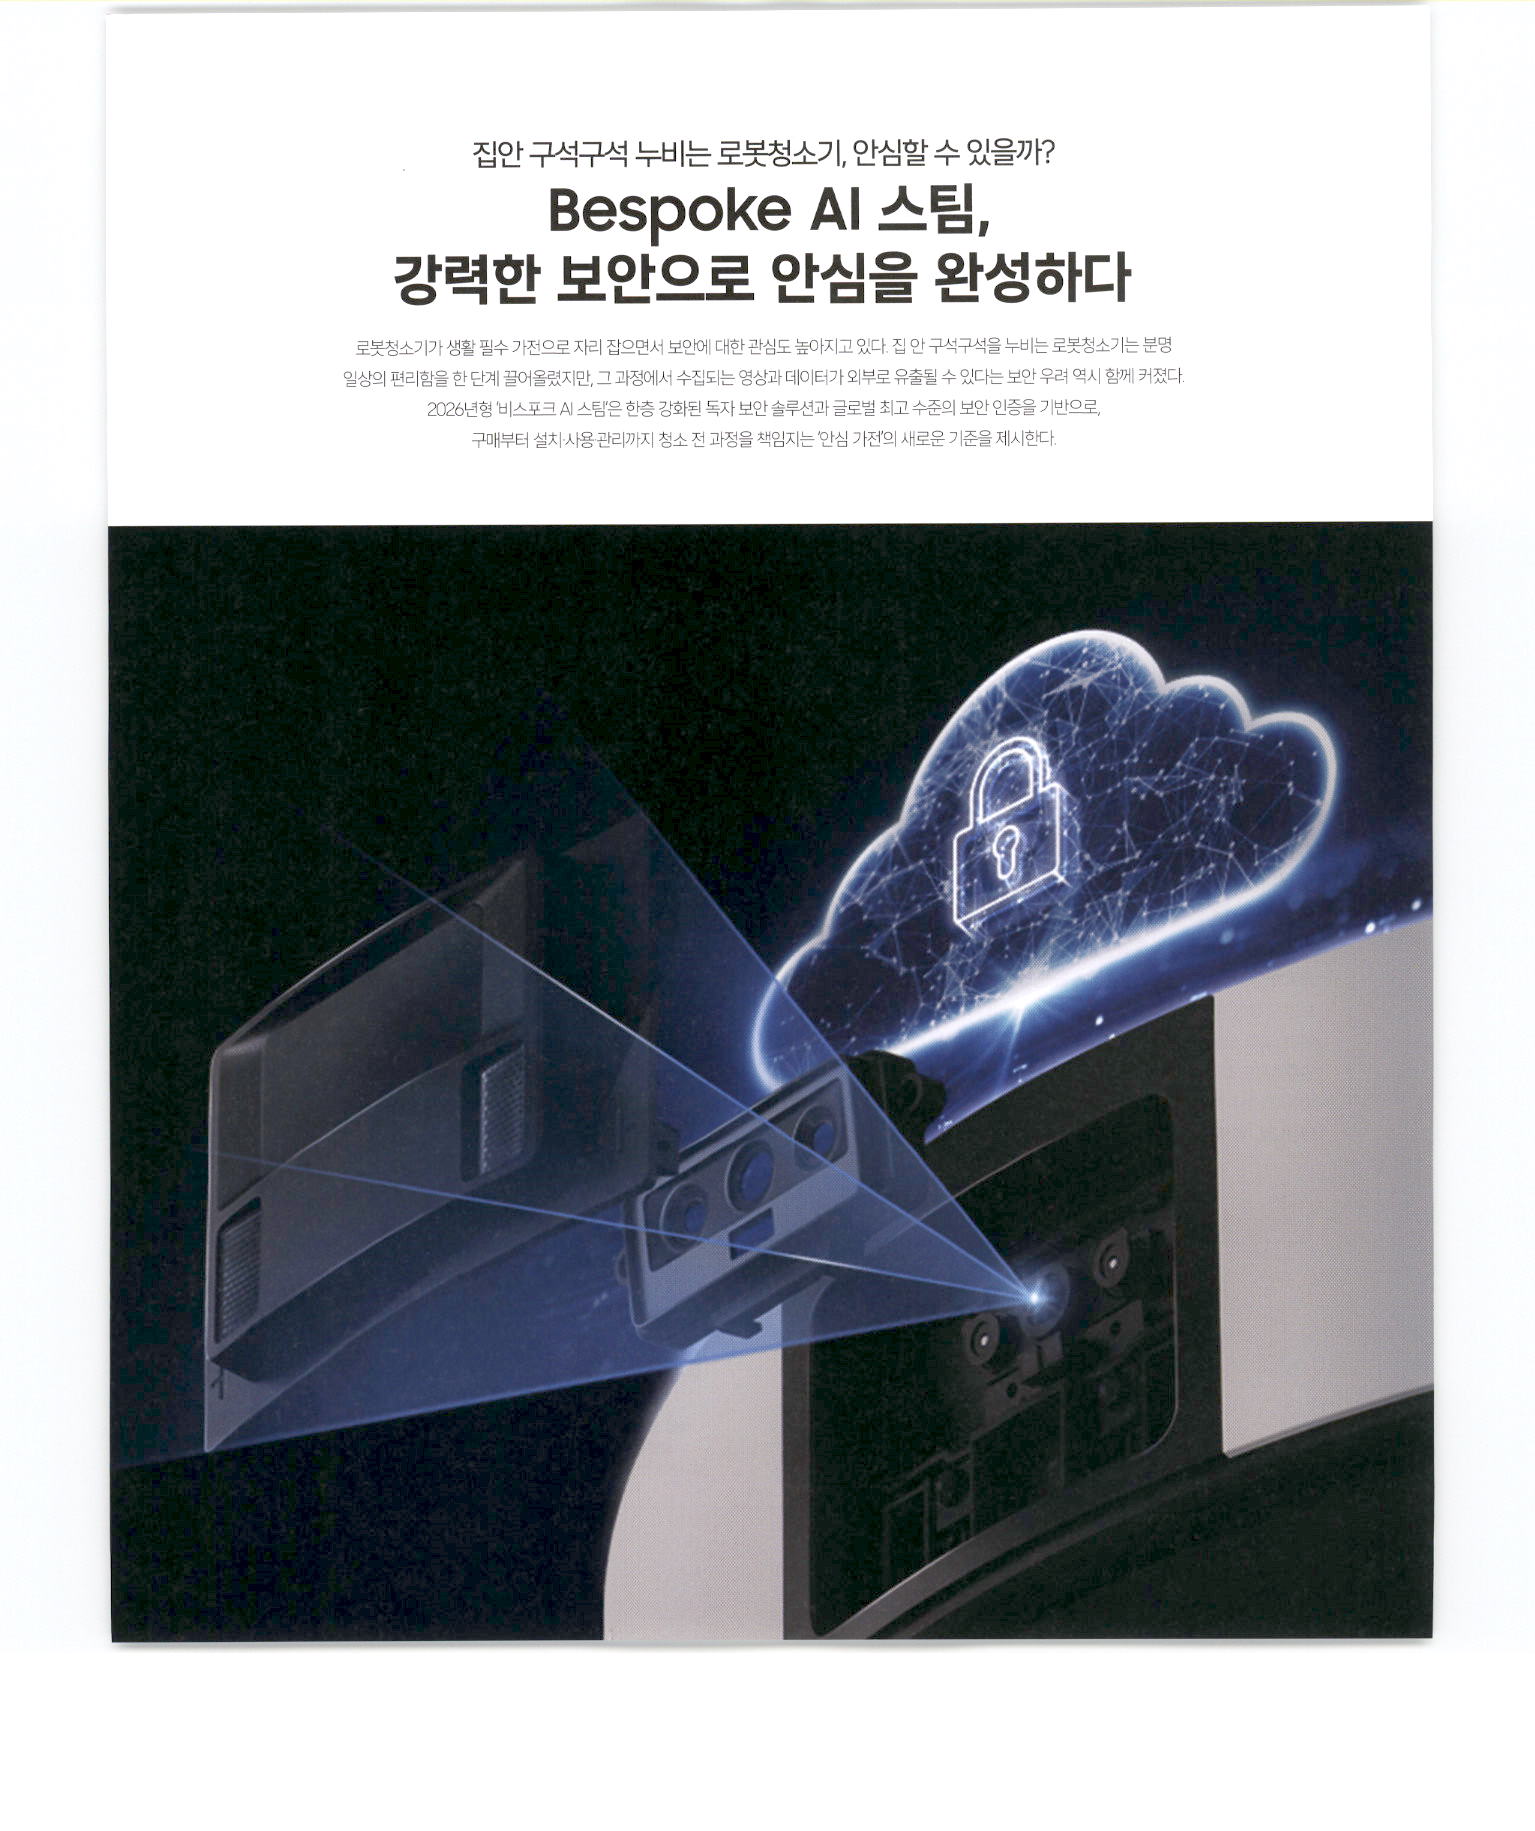 집안 구석구석 누비는 로봇청소기, 안심할 수 있을까?
Bespoke AI 스팀,
강력한 보안으로 안심을 완성하다
로봇청소기가 생활 필수 가전으로 자리 잡으면서 보안에 대한 관심도 높아지고 있다. 집 안 구석구석을 누비는 로봇청소기는 분명
일상의 편리함을 한 단계 끌어올렸지만, 그 과정에서 수집되는 영상과 데이터가 외부로 유출될 수 있다는 보안 우려 역시 함께 커졌다.
2026년형 ‘비스포크 AI 스팀’은 한층 강화된 독자 보안 솔루션과 글로벌 최고 수준의 보안 인증을 기반으로,
구매부터 설치·사용·관리까지 청소 전 과정을 책임지는 ‘안심 가전’의 새로운 기준을 제시한다.